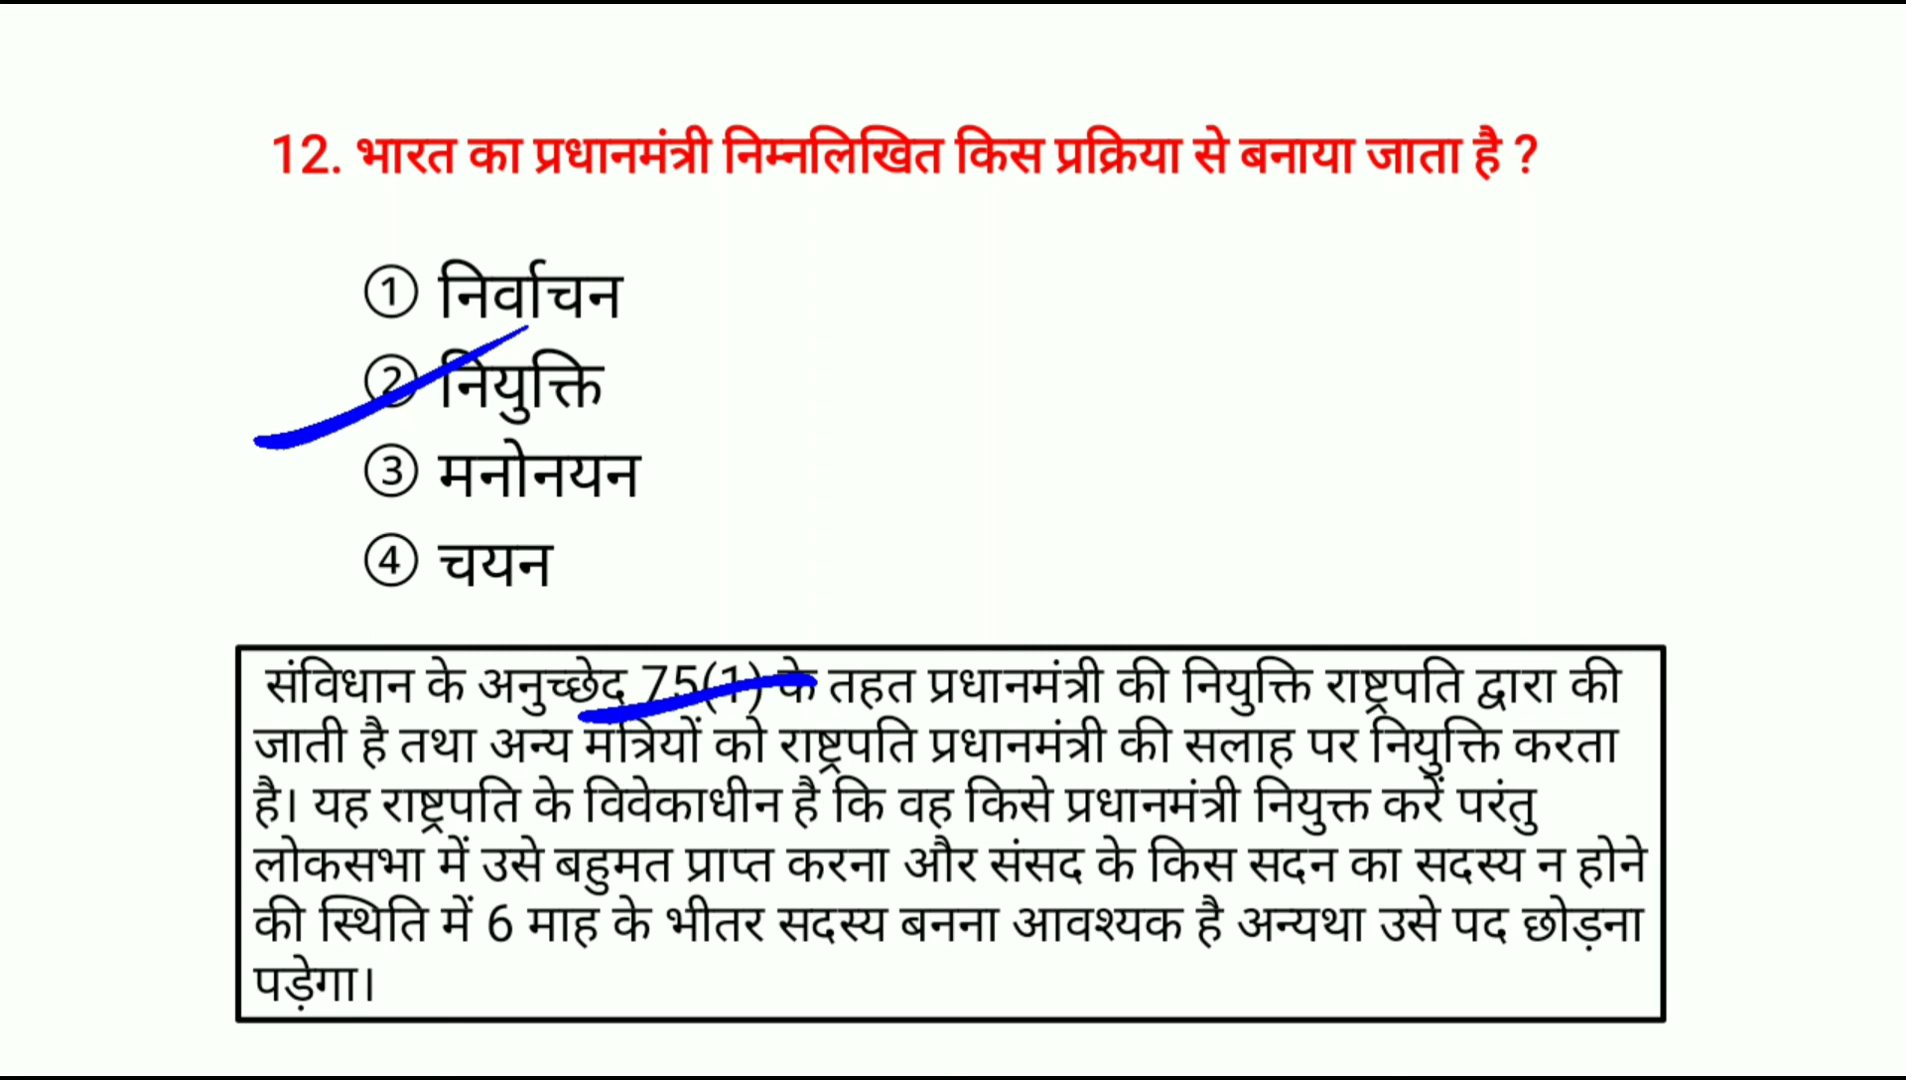 12. भारत का प्रधानमंत्री निम्नलिखित किस प्रक्रिया से बनाया जाता है ?
① निर्वाचन
② नियुक्ति
③ मनोनयन
④ चयन
संविधान के अनुच्छेद 75(1) के तहत प्रधानमंत्री की नियुक्ति राष्ट्रपति द्वारा की
जाती है तथा अन्य मंत्रियों को राष्ट्रपति प्रधानमंत्री की सलाह पर नियुक्ति करता
है। यह राष्ट्रपति के विवेकाधीन है कि वह किसे प्रधानमंत्री नियुक्त करें परंतु
लोकसभा में उसे बहुमत प्राप्त करना और संसद के किस सदन का सदस्य न होने
की स्थिति में 6 माह के भीतर सदस्य बनना आवश्यक है अन्यथा उसे पद छोड़ना
पड़ेगा।